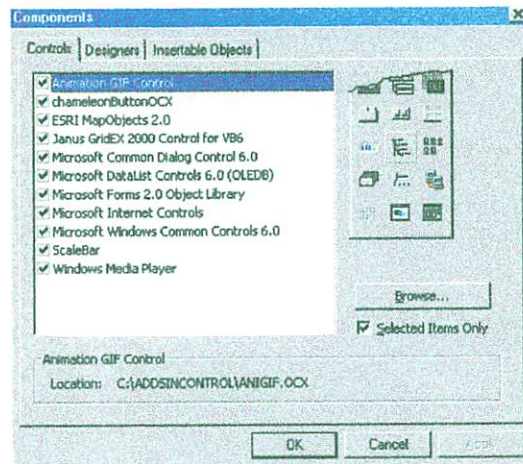 Components
Controls
Designers
Insertable Objects
Animation GIF Control
chameleonButtonOCX
ESRI MapObjects 2.0
Janus GridEX 2000 Control for VB6
Microsoft Common Dialog Control 6.0
Microsoft DataList Controls 6.0 (OLEDB)
Microsoft Forms 2.0 Object Library
Microsoft Internet Controls
Microsoft Windows Common Controls 6.0
ScaleBar
Windows Media Player
Browse...
Selected Items Only
Animation GIF Control
Location: C:\ADDSINCONTROL\ANIGIF.OCX
OK
Cancel